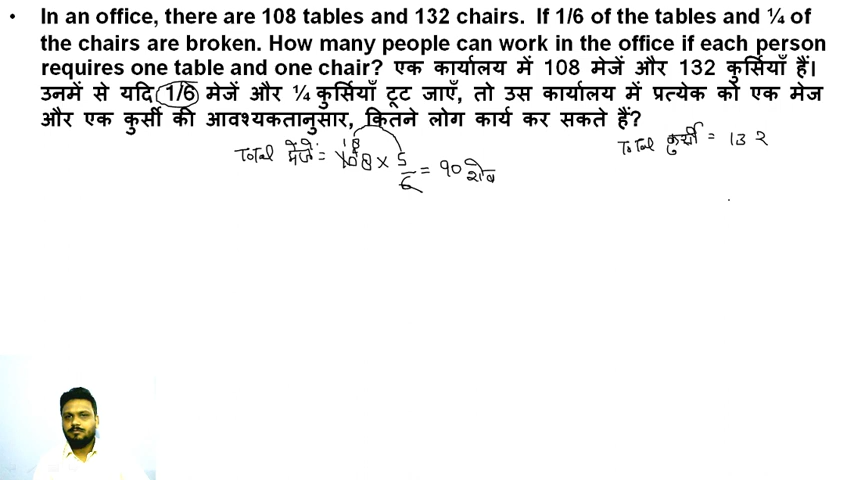 • In an office, there are 108 tables and 132 chairs. If 1/6 of the tables and ¼ of
the chairs are broken. How many people can work in the office if each person
requires one table and one chair? एक कार्यालय में 108 मेजें और 132 कुर्सियाँ हैं।
उनमें से यदि 1/6 मेजें और ¼ कुर्सियाँ टूट जाएँ, तो उस कार्यालय में प्रत्येक को एक मेज
और एक कुर्सी की आवश्यकतानुसार, कितने लोग कार्य कर सकते हैं?
Total मेजें = 108 × 5/6 = 90 शेष
18
Total कुर्सी = 132